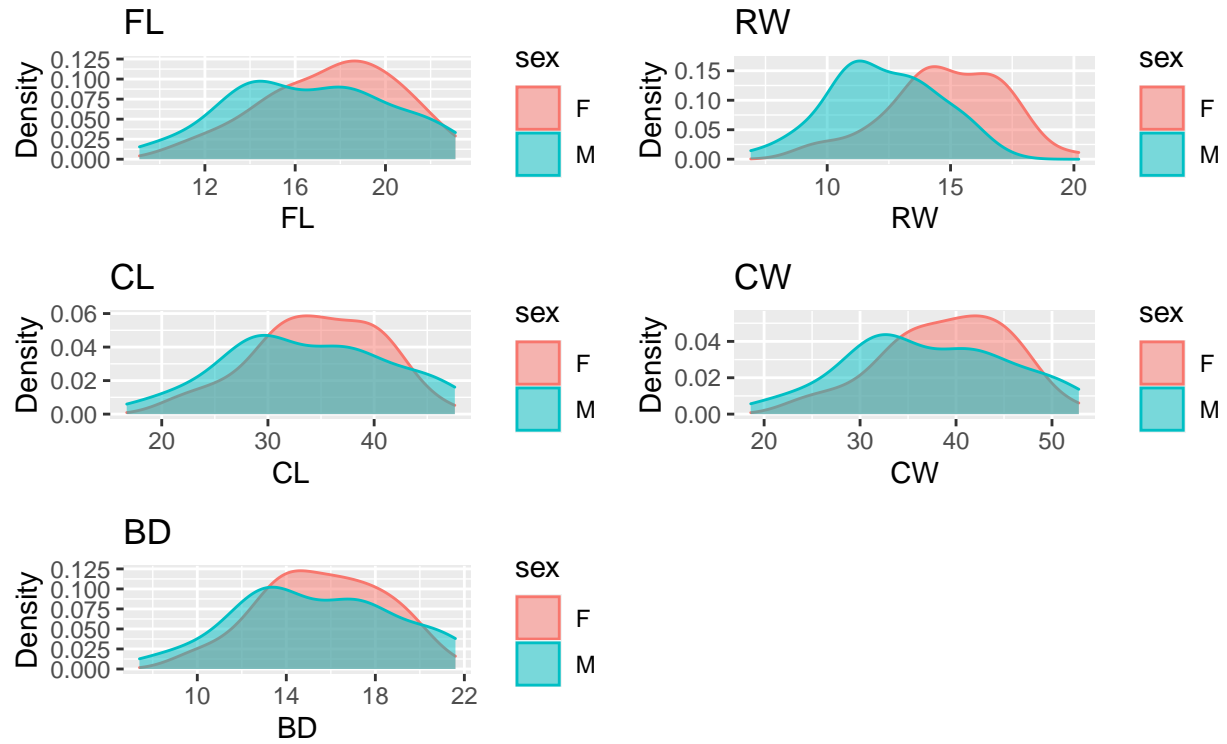 FL
Density
0.125
0.100
0.075
0.050
0.025
0.000
12 16 20
FL
sex
F
M
RW
Density
0.15
0.10
0.05
0.00
10 15 20
RW
sex
F
M
CL
Density
0.06
0.04
0.02
0.00
20 30 40
CL
sex
F
M
CW
Density
0.04
0.02
0.00
20 30 40 50
CW
sex
F
M
BD
Density
0.125
0.100
0.075
0.050
0.025
0.000
10 14 18 22
BD
sex
F
M